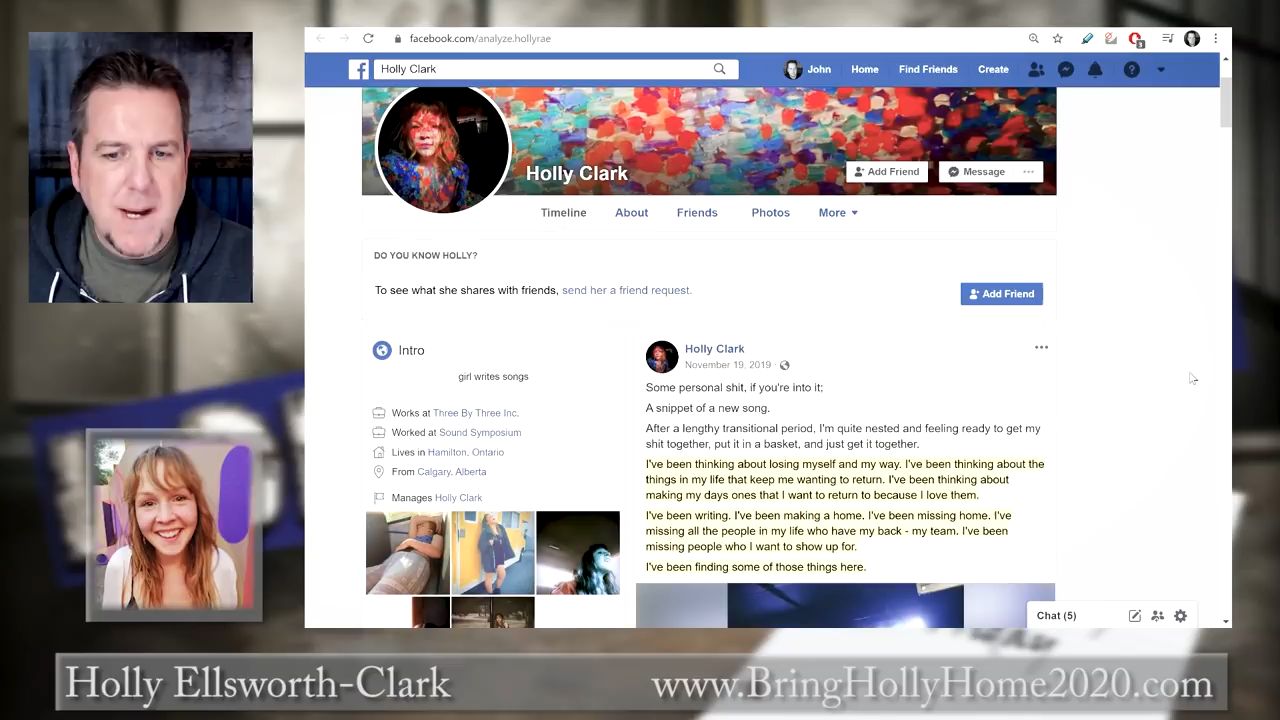 facebook.com/analyze.hollyrae
3
Holly Clark
John Home Find Friends Create
Holly Clark
Add Friend Message
Timeline About Friends Photos More
DO YOU KNOW HOLLY?
To see what she shares with friends, send her a friend request.
Add Friend
Intro
girl writes songs
Works at Three By Three Inc.
Worked at Sound Symposium
Lives in Hamilton, Ontario
From Calgary, Alberta
Manages Holly Clark
Holly Clark
November 19, 2019 ·
Some personal shit, if you're into it;
A snippet of a new song.
After a lengthy transitional period, I'm quite nested and feeling ready to get my
shit together, put it in a basket, and just get it together.
I've been thinking about losing myself and my way. I've been thinking about the
things in my life that keep me wanting to return. I've been thinking about
making my days ones that I want to return to because I love them.
I've been writing. I've been making a home. I've been missing home. I've
missing all the people in my life who have my back - my team. I've been
missing people who I want to show up for.
I've been finding some of those things here.
Chat (5)
Holly Ellsworth-Clark
www.BringHollyHome2020.com